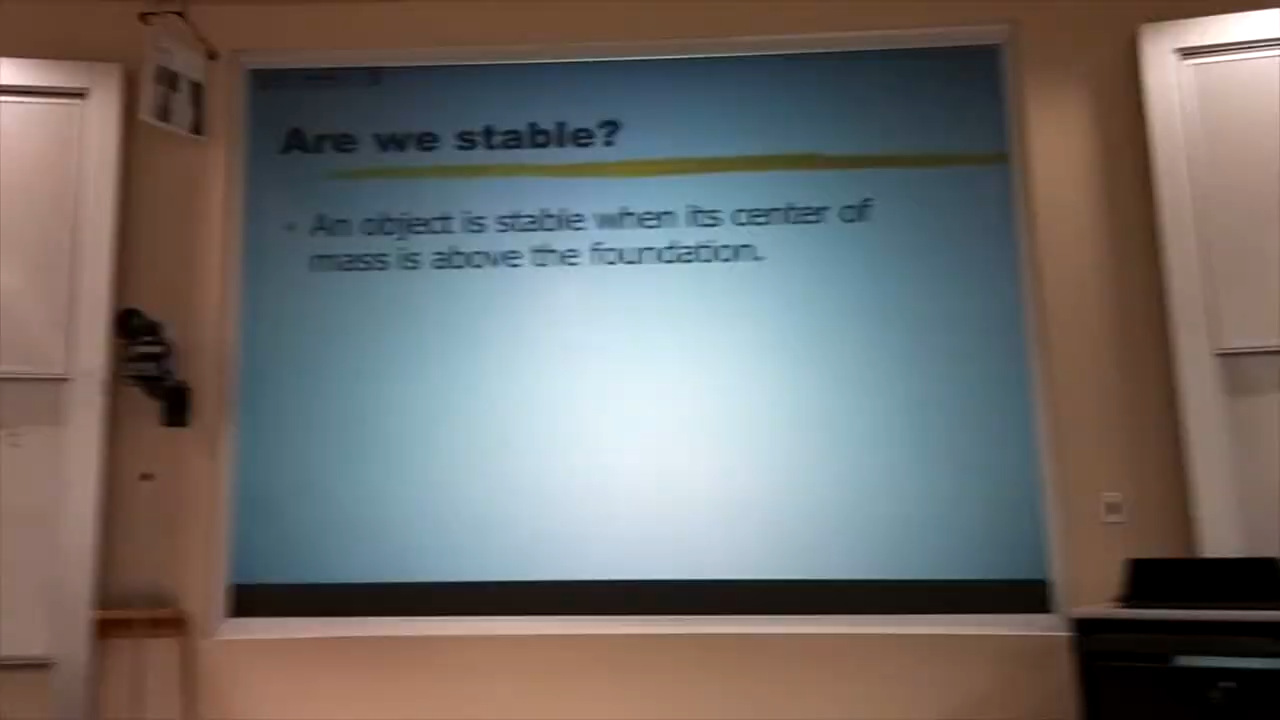 Are we stable?
- An object is stable when its center of
mass is above the foundation.